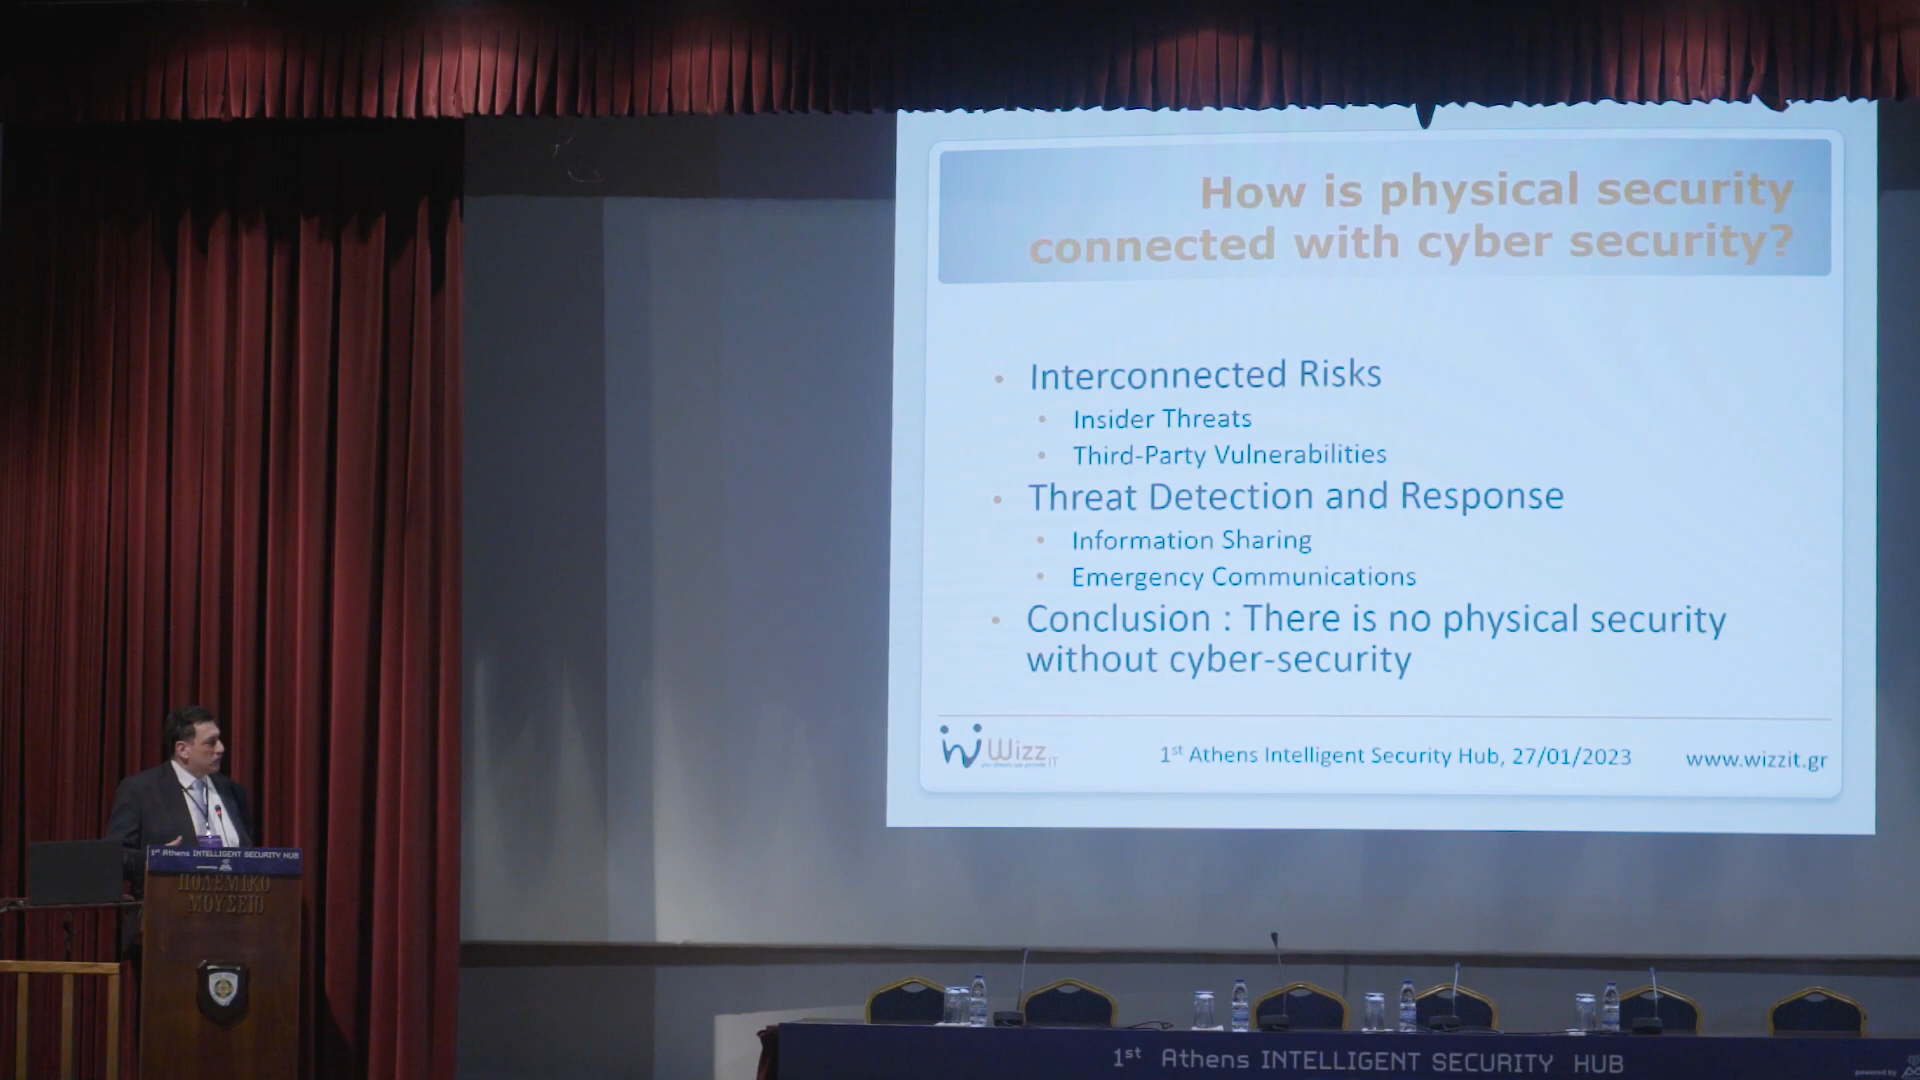 How is physical security
connected with cyber security?
• Interconnected Risks
• Insider Threats
• Third-Party Vulnerabilities
• Threat Detection and Response
• Information Sharing
• Emergency Communications
• Conclusion : There is no physical security
without cyber-security
Wizz IT
1st Athens Intelligent Security Hub, 27/01/2023
www.wizzit.gr
1st Athens INTELLIGENT SECURITY HUB
ΠΟΛΕΜΙΚΟ
ΜΟΥΣΕΙΟ
1st Athens INTELLIGENT SECURITY HUB
powered by